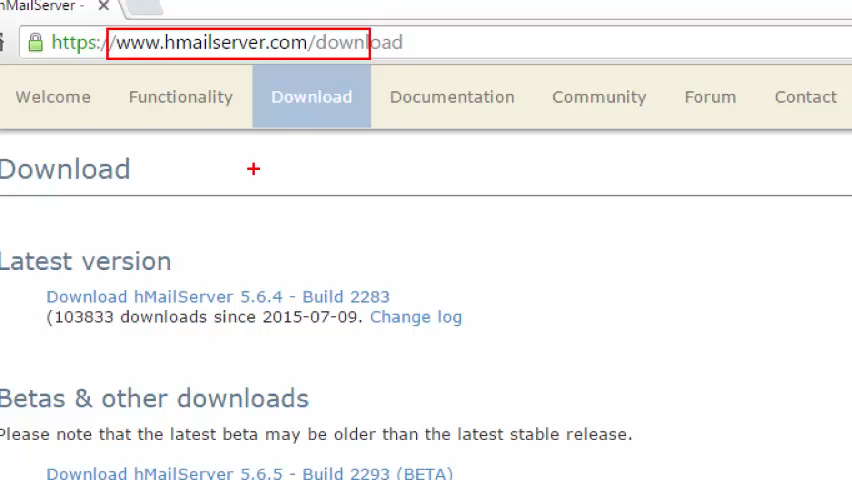 hMailServer -
https://www.hmailserver.com/download
Welcome Functionality Download Documentation Community Forum Contact
Download
Latest version
Download hMailServer 5.6.4 - Build 2283
(103833 downloads since 2015-07-09. Change log
Betas & other downloads
Please note that the latest beta may be older than the latest stable release.
Download hMailServer 5.6.5 - Build 2293 (BETA)